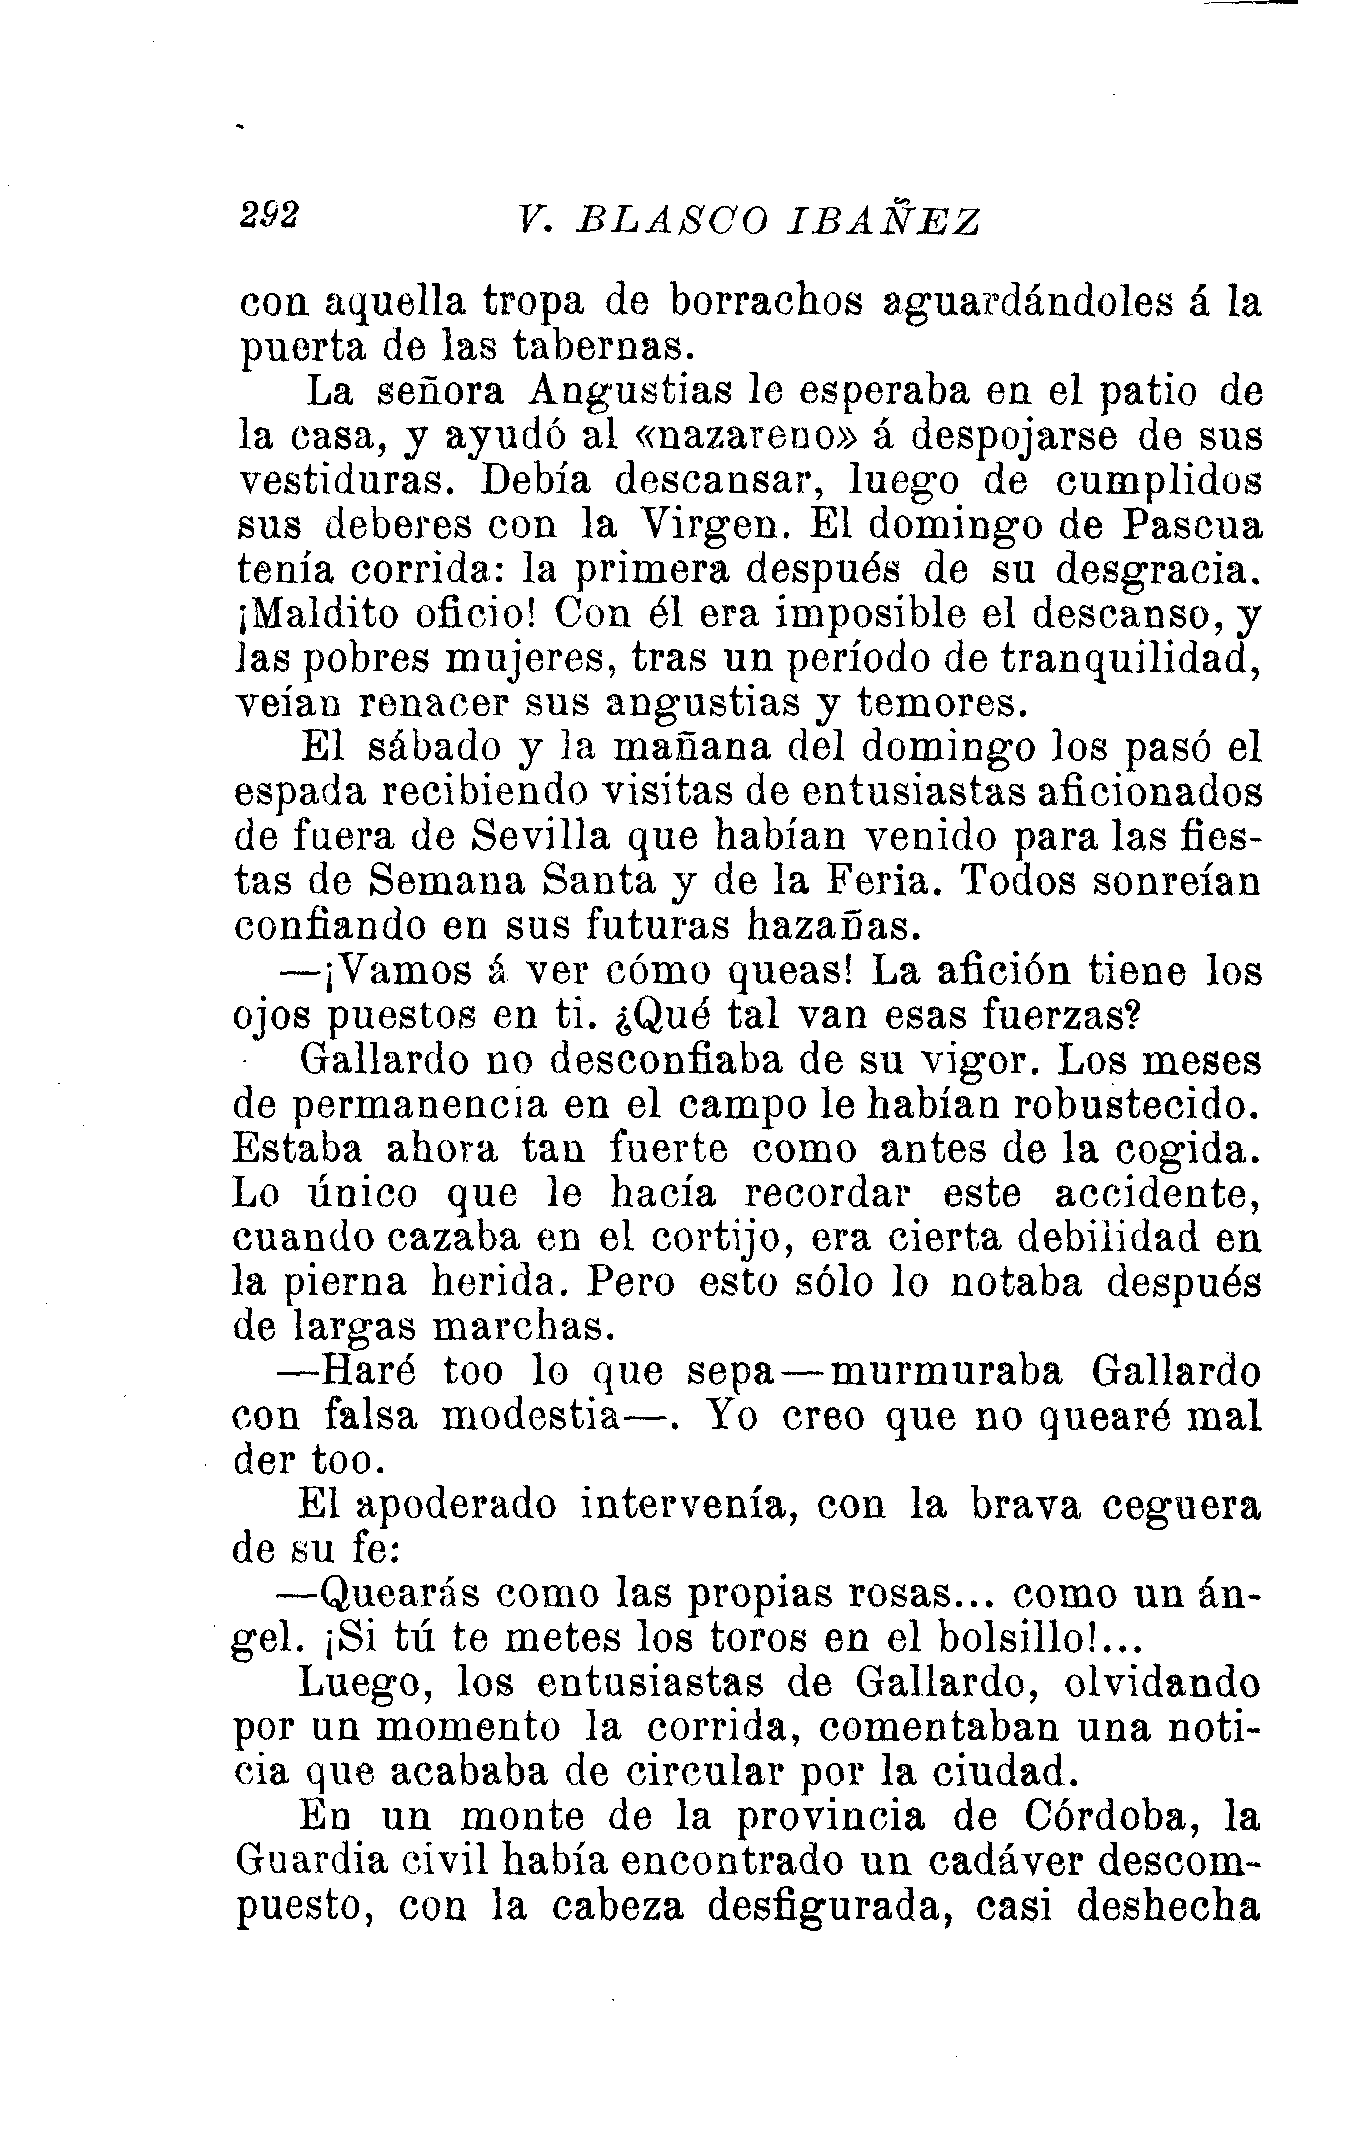 292 V. BLASCO IBAÑEZ
con aquella tropa de borrachos aguardándoles á la
puerta de las tabernas.
La señora Angustias le esperaba en el patio de
la casa, y ayudó al «nazareno» á despojarse de sus
vestiduras. Debía descansar, luego de cumplidos
sus deberes con la Virgen. El domingo de Pascua
tenía corrida: la primera después de su desgracia.
¡Maldito oficio! Con él era imposible el descanso, y
las pobres mujeres, tras un período de tranquilidad,
veían renacer sus angustias y temores.
El sábado y la mañana del domingo los pasó el
espada recibiendo visitas de entusiastas aficionados
de fuera de Sevilla que habían venido para las fies-
tas de Semana Santa y de la Feria. Todos sonreían
confiando en sus futuras hazañas.
—¡Vamos á ver cómo queas! La afición tiene los
ojos puestos en ti. ¿Qué tal van esas fuerzas?
Gallardo no desconfiaba de su vigor. Los meses
de permanencia en el campo le habían robustecido.
Estaba ahora tan fuerte como antes de la cogida.
Lo único que le hacía recordar este accidente,
cuando cazaba en el cortijo, era cierta debilidad en
la pierna herida. Pero esto sólo lo notaba después
de largas marchas.
—Haré too lo que sepa—murmuraba Gallardo
con falsa modestia—. Yo creo que no quearé mal
der too.
El apoderado intervenía, con la brava ceguera
de su fe:
—Quearás como las propias rosas... como un án-
gel. ¡Si tú te metes los toros en el bolsillo!...
Luego, los entusiastas de Gallardo, olvidando
por un momento la corrida, comentaban una noti-
cia que acababa de circular por la ciudad.
En un monte de la provincia de Córdoba, la
Guardia civil había encontrado un cadáver descom-
puesto, con la cabeza desfigurada, casi deshecha